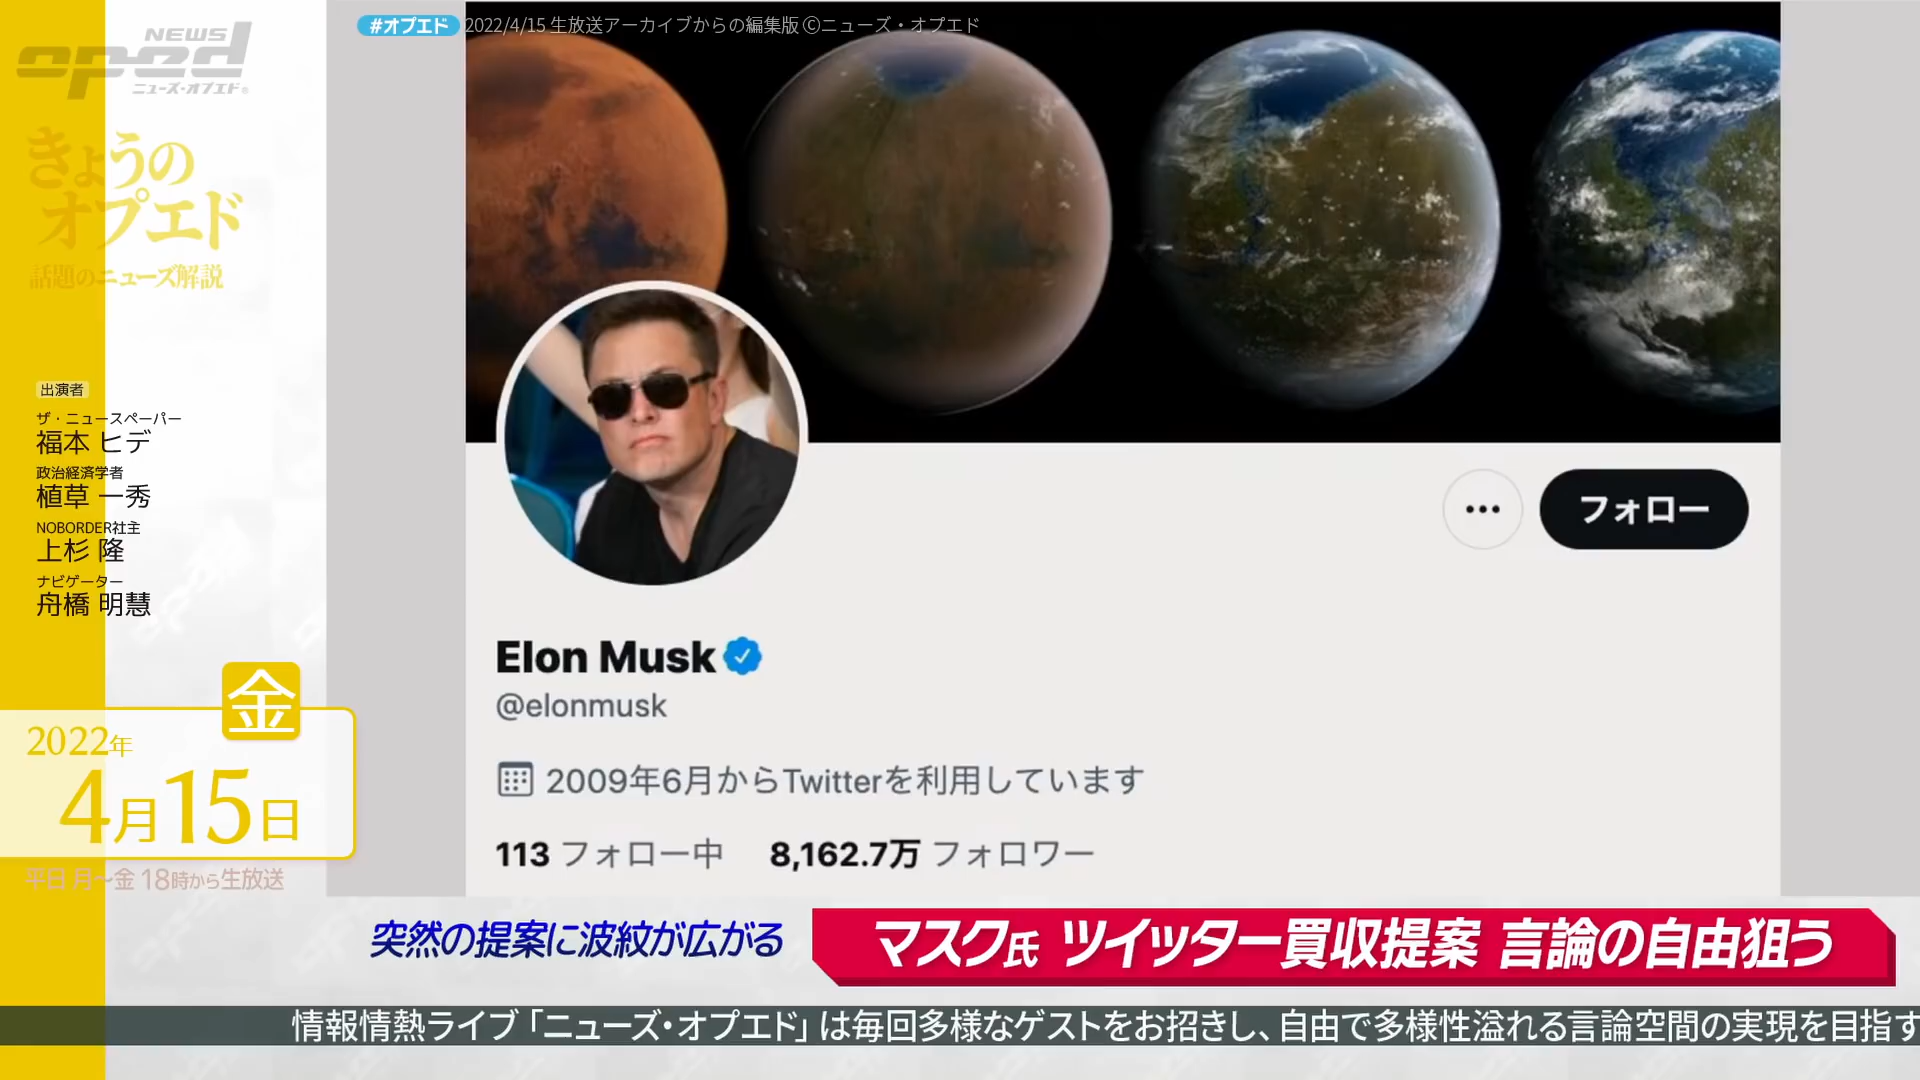 NEWS
oped
ニューズ・オプエド
#オプエド 2022/4/15 生放送アーカイブからの編集版 Ⓒニューズ・オプエド
きょうの
オプエド
話題のニューズ解説
出演者
ザ・ニュースペーパー
福本 ヒデ
政治経済学者
植草 一秀
NOBORDER社主
上杉 隆
ナビゲーター
舟橋 明慧
金
2022年
4月15日
平日 月〜金 18時から生放送
フォロー
Elon Musk
@elonmusk
2009年6月からTwitterを利用しています
113 フォロー中 8,162.7万 フォロワー
突然の提案に波紋が広がる
マスク氏 ツイッター買収提案 言論の自由狙う
情報情熱ライブ「ニューズ・オプエド」は毎回多様なゲストをお招きし、自由で多様性溢れる言論空間の実現を目指す